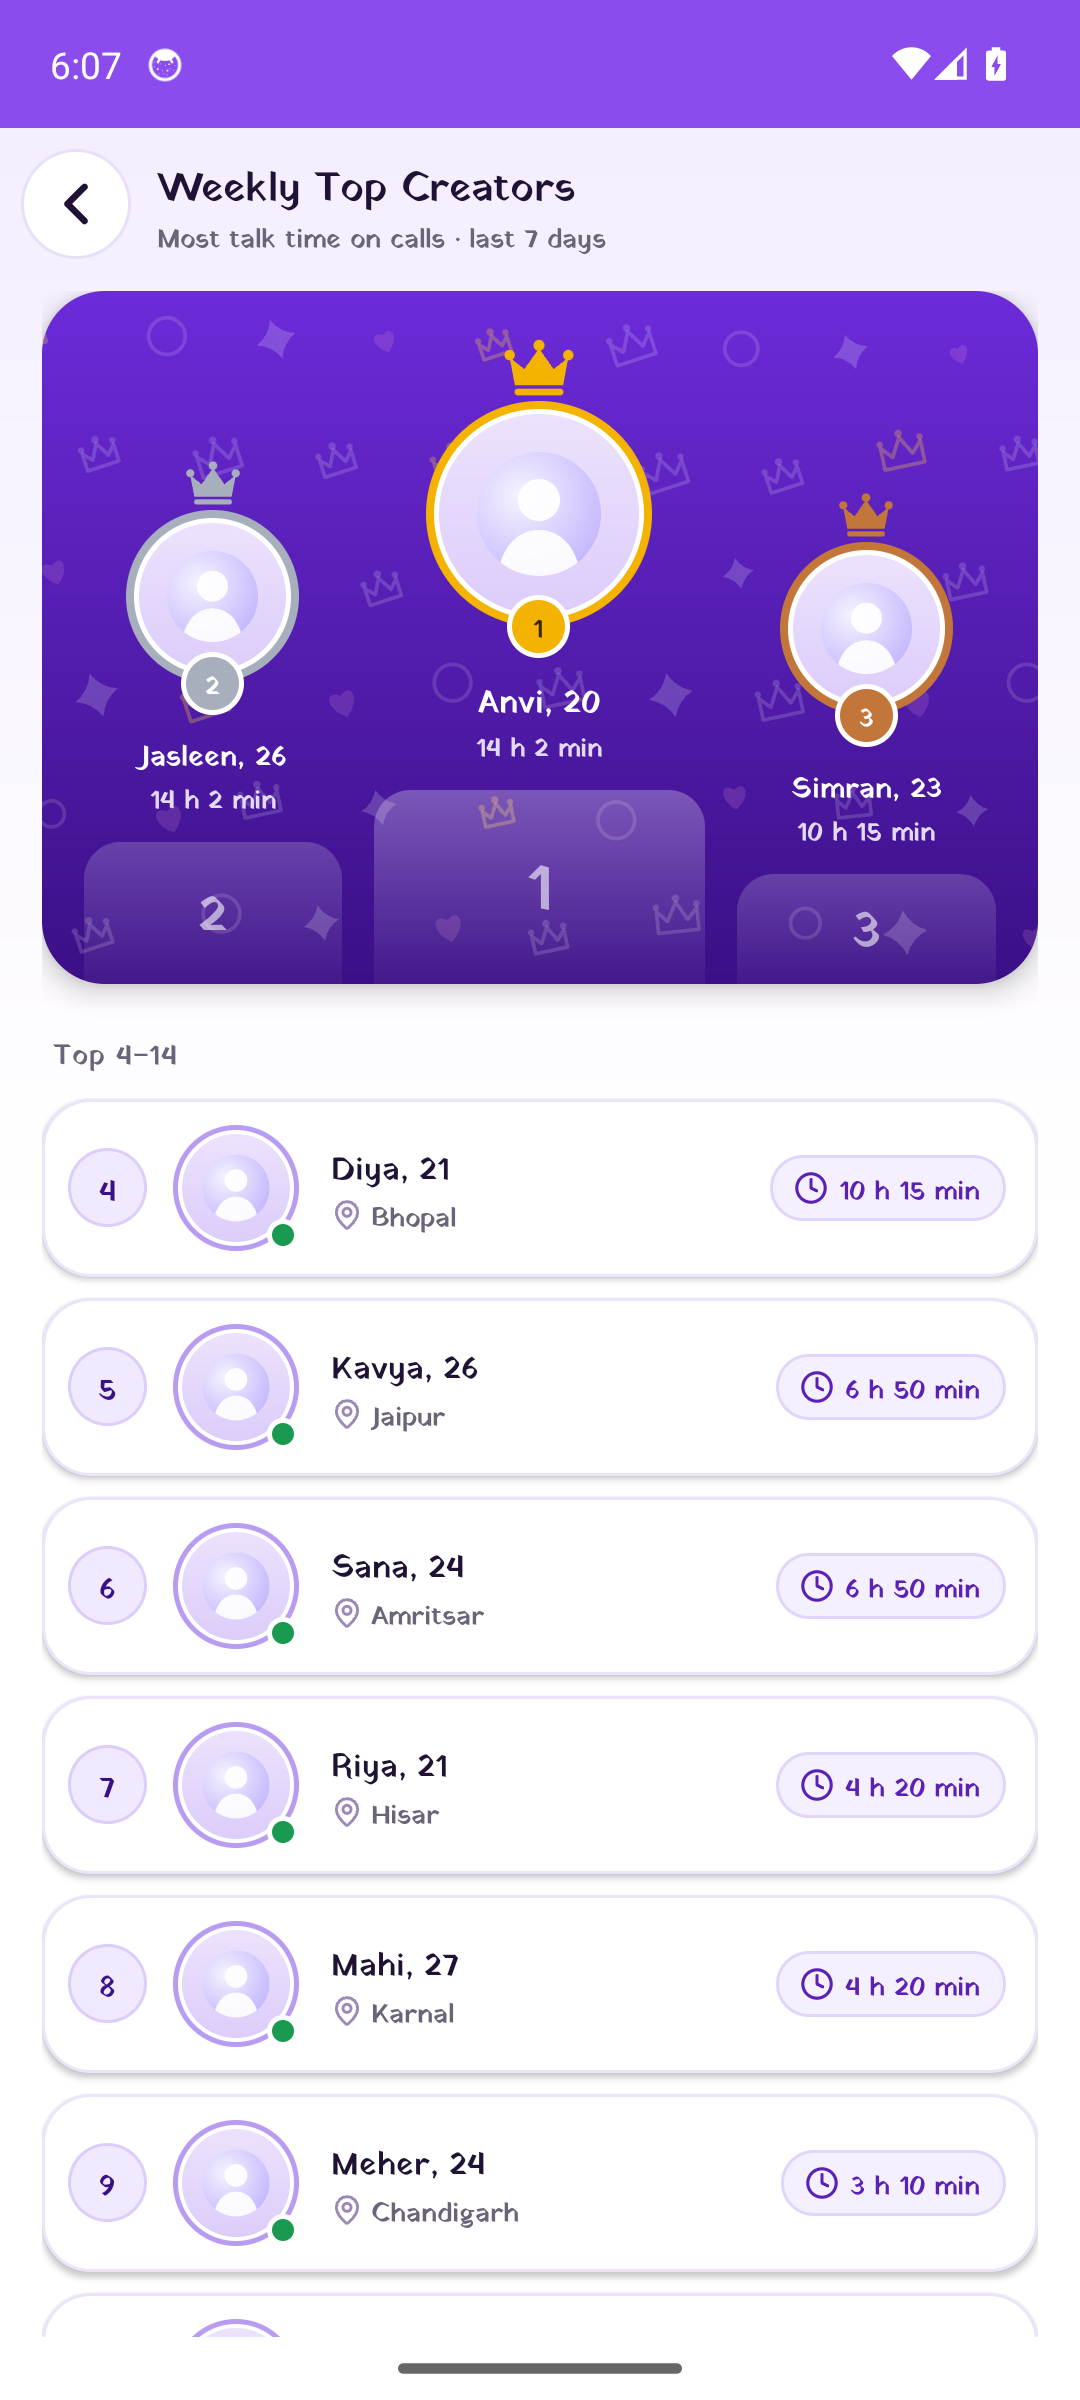 6:07
Weekly Top Creators
Most talk time on calls · last 7 days
1
Anvi, 20
14 h 2 min
2
Jasleen, 26
14 h 2 min
3
Simran, 23
10 h 15 min
2
1
3
Top 4–14
4
Diya, 21
Bhopal
10 h 15 min
5
Kavya, 26
Jaipur
6 h 50 min
6
Sana, 24
Amritsar
6 h 50 min
7
Riya, 21
Hisar
4 h 20 min
8
Mahi, 27
Karnal
4 h 20 min
9
Meher, 24
Chandigarh
3 h 10 min